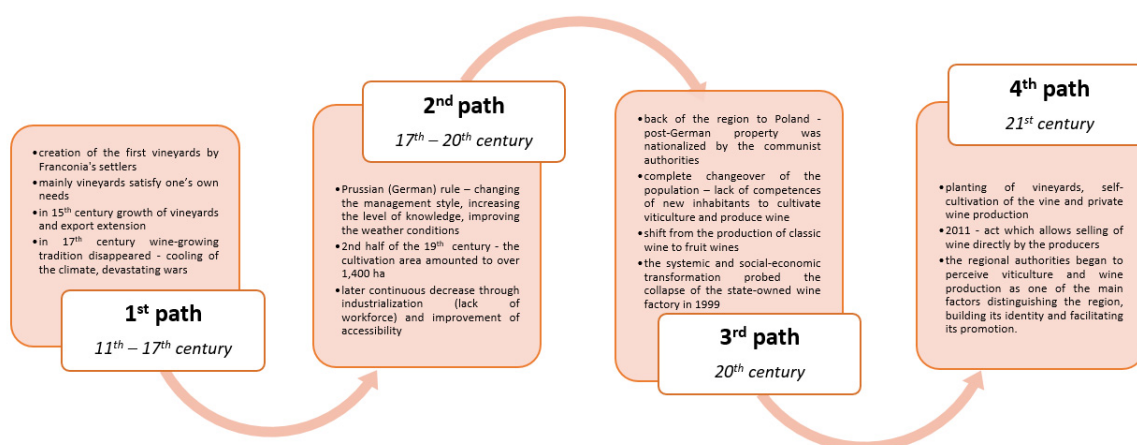 •creation of the first vineyards by
Franconia's settlers
•mainly vineyards satisfy one's own
needs
•in 15th century growth of vineyards
and export extension
•in 17th century wine-growing
tradition disappeared - cooling
of the climate, devastating wars
1st path
11th – 17th century
2nd path
17th – 20th century
•Prussian (German) rule – changing
the management style, increasing
the level of knowledge, improving
the weather conditions
•2nd half of the 19th century - the
cultivation area amounted to over
1,400 ha
•later continuous decrease through
industrialization (lack of
workforce) and improvement of
accessibility
•back of the region to Poland -
post-German property was
nationalized by the communist
authorities
•complete changeover of the
population – lack of competences
of new inhabitants to cultivate
viticulture and produce wine
•shift from the production of classic
wine to fruit wines
•the systemic and social-economic
transformation probed the
collapse of the state-owned wine
factory in 1999
3rd path
20th century
4th path
21st century
•planting of vineyards, self-
cultivation of the vine and private
wine production
•2011 - act which allows selling of
wine directly by the producers
•the regional authorities began to
perceive viticulture and wine
production as one of the main
factors distinguishing the region,
building its identity and facilitating
its promotion.